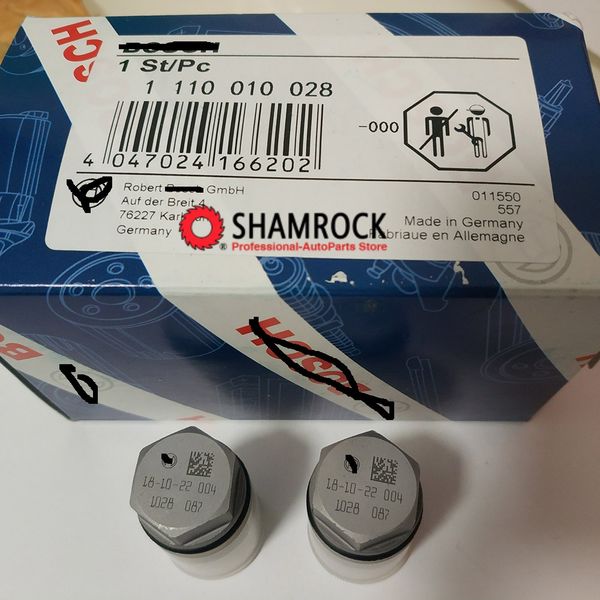 SCH
1 St/Pc
1 110 010 028
-000
4 047024 166202
Robert GmbH
Auf der Breit 4
76227
Germany
011550
557
Made in Germany
en Allemagne
SHAMROCK
®Professional-AutoParts Store
18-10-22 004
1028 087
18-10-22 004
1028 087